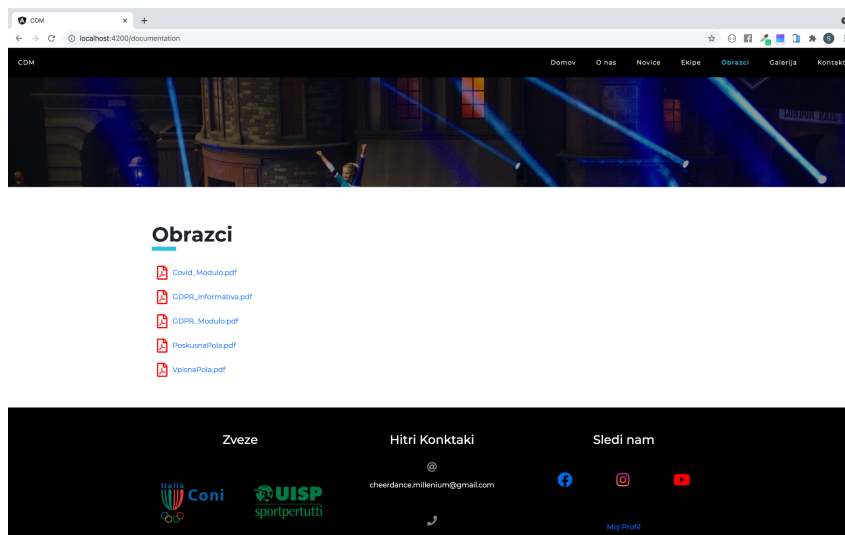 CDM
localhost:4200/documentation
S
CDM
Domov O nas Novice Ekipe Obrazci Galerija Kontakt
LONDON RAIL
Obrazci
Covid_Modulo.pdf
GDPR_Informativa.pdf
GDPR_Modulo.pdf
PoskusnaPola.pdf
VpisnaPola.pdf
Zveze Hitri Konktaki Sledi nam
@
cheerdance.millenium@gmail.com
Italia
Coni
UISP
sportpertutti
Moj Profil